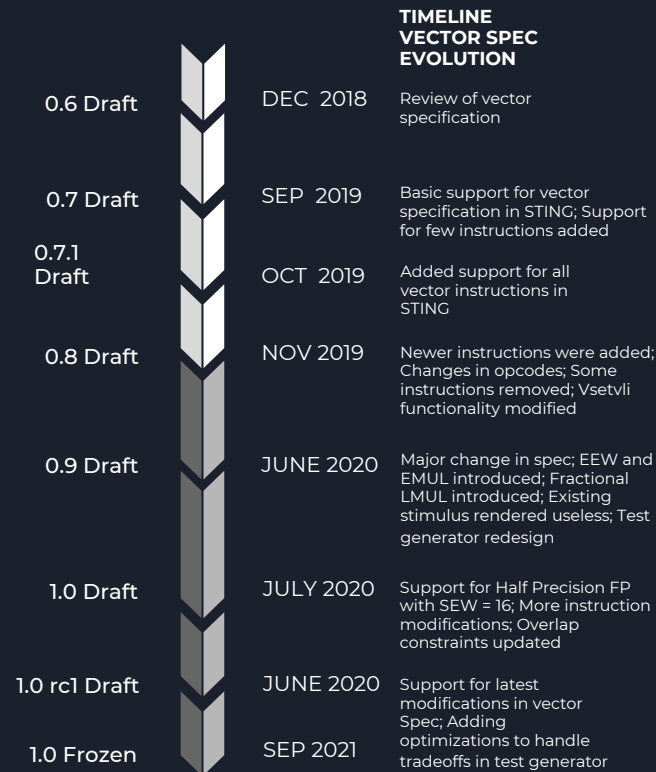 TIMELINE
VECTOR SPEC
EVOLUTION
0.6 Draft
DEC 2018
Review of vector
specification
0.7 Draft
SEP 2019
Basic support for vector
specification in STING; Support
for few instructions added
0.7.1
Draft
OCT 2019
Added support for all
vector instructions in
STING
0.8 Draft
NOV 2019
Newer instructions were added;
Changes in opcodes; Some
instructions removed; Vsetvli
functionality modified
0.9 Draft
JUNE 2020
Major change in spec; EEW and
EMUL introduced; Fractional
LMUL introduced; Existing
stimulus rendered useless; Test
generator redesign
1.0 Draft
JULY 2020
Support for Half Precision FP
with SEW = 16; More instruction
modifications; Overlap
constraints updated
1.0 rc1 Draft
JUNE 2020
Support for latest
modifications in vector
Spec; Adding
optimizations to handle
tradeoffs in test generator
1.0 Frozen
SEP 2021